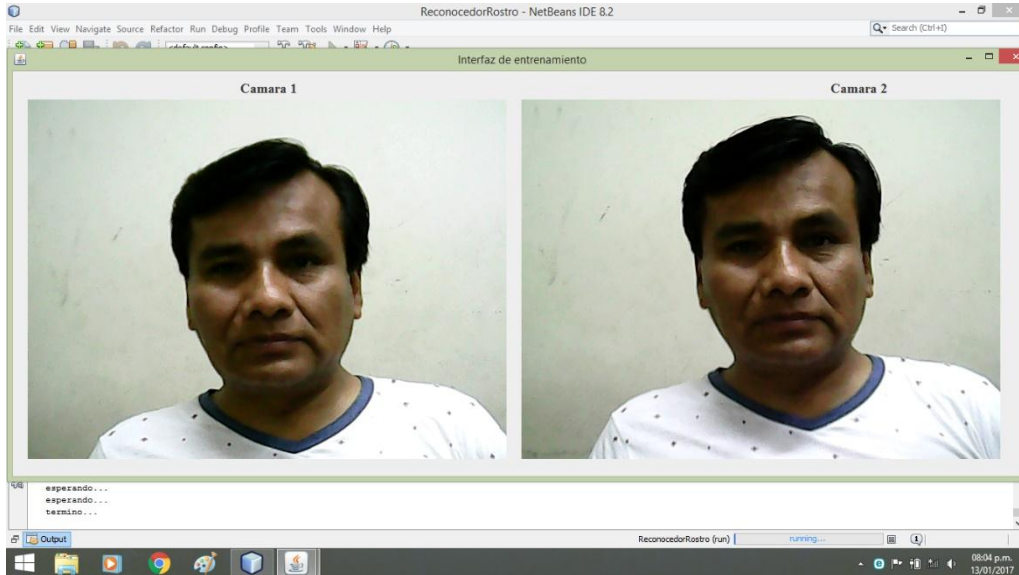 ReconocedorRostro - NetBeans IDE 8.2
File Edit View Navigate Source Refactor Run Debug Profile Team Tools Window Help
Search (Ctrl+I)
Interfaz de entrenamiento
Camara 1
Camara 2
esperando...
esperando...
termino...
Output
ReconocedorRostro (run)
running...
08:04 p.m.
13/01/2017